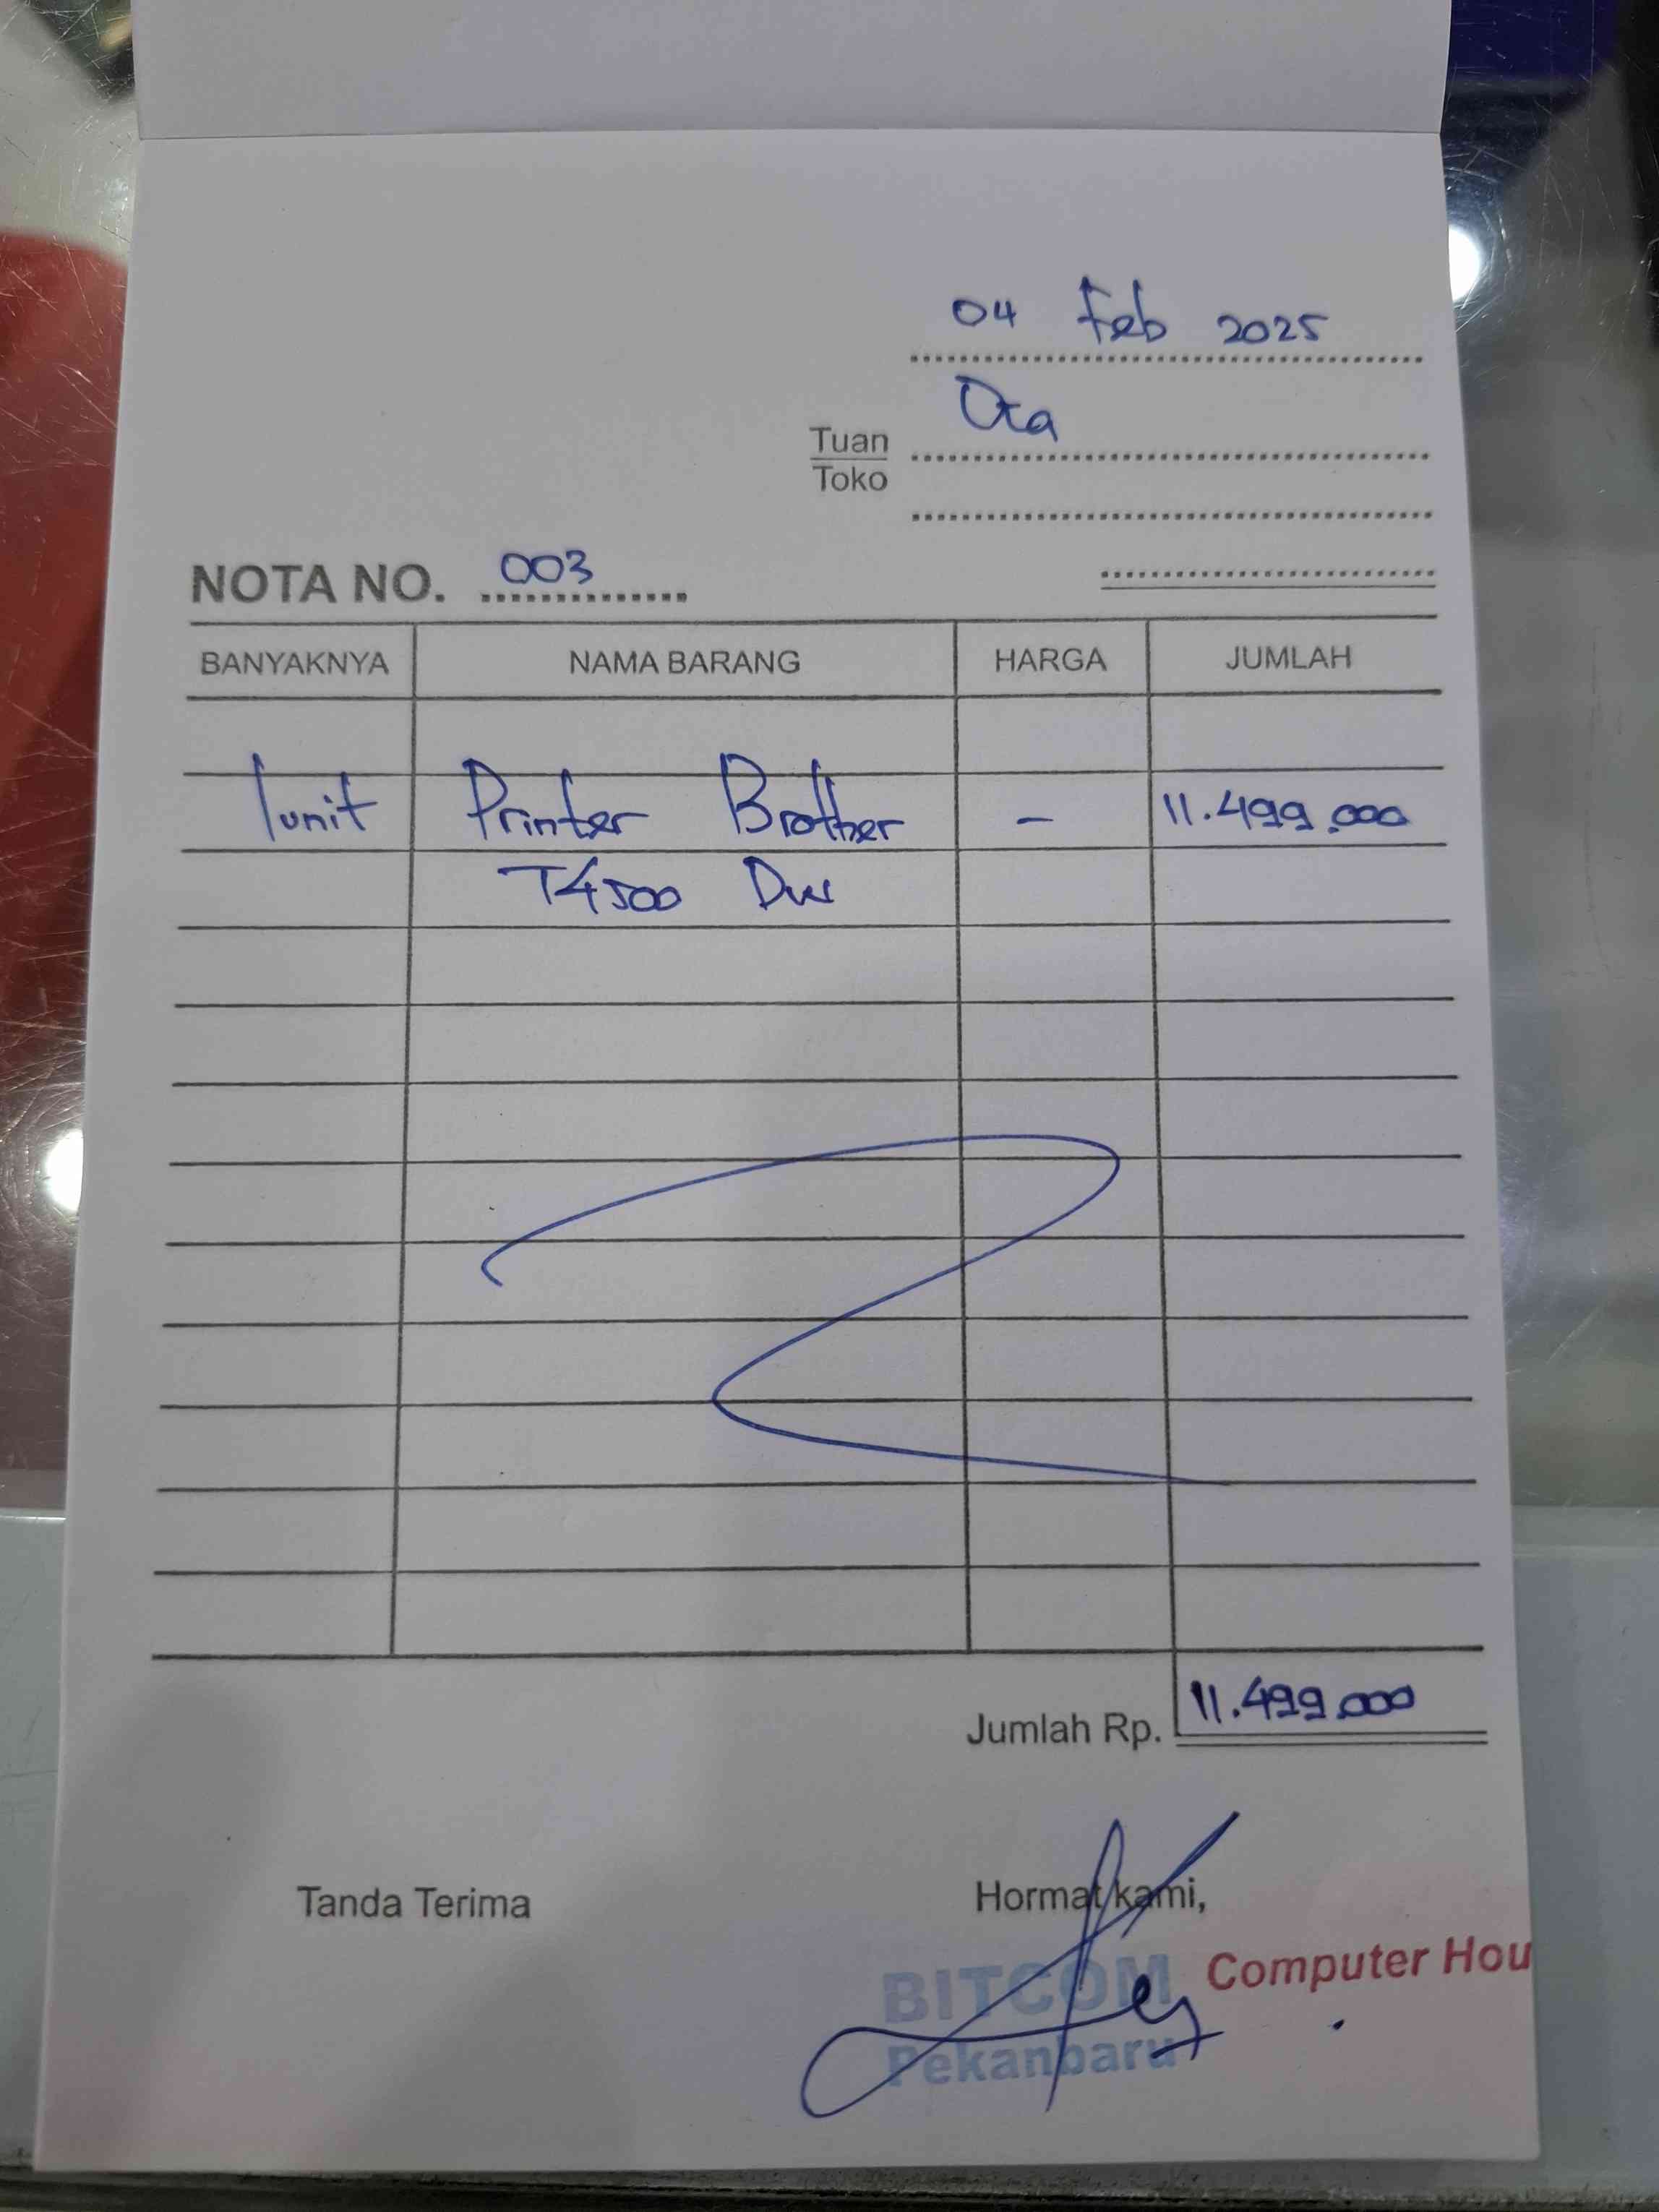 04 Feb 2025
Tuan
Toko
NOTA NO. 003
BANYAKNYA NAMA BARANG HARGA JUMLAH
1unit Printer Brother - 11.499.000
T4500 Dw
Jumlah Rp. 11.499.000
Tanda Terima Hormat kami,
BITCOM Computer Hou
Pekanbaru